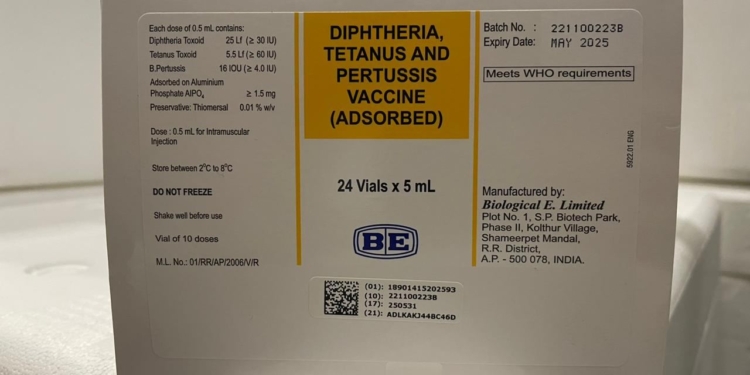 Each dose of 0.5 mL contains:
Diphtheria Toxoid 25 Lf (≥ 30 IU)
Tetanus Toxoid 5.5 Lf (≥ 60 IU)
B.Pertussis 16 IOU (≥ 4.0 IU)
Adsorbed on Aluminium
Phosphate AlPO₄ ≥ 1.5 mg
Preservative: Thiomersal 0.01 % w/v
Dose : 0.5 mL for Intramuscular
Injection
Store between 2°C to 8°C
DO NOT FREEZE
Shake well before use
Vial of 10 doses
M.L. No.: 01/RR/AP/2006/V/R
DIPHTHERIA,
TETANUS AND
PERTUSSIS
VACCINE
(ADSORBED)
24 Vials x 5 mL
BE
(01): 18901415202593
(10): 221100223B
(17): 250531
(21): ADLKAKJ44BC46D
Batch No. : 221100223B
Expiry Date: MAY 2025
Meets WHO requirements
5922.01 ENG
Manufactured by:
Biological E. Limited
Plot No. 1, S.P. Biotech Park,
Phase II, Kolthur Village,
Shameerpet Mandal,
R.R. District,
A.P. - 500 078, INDIA.